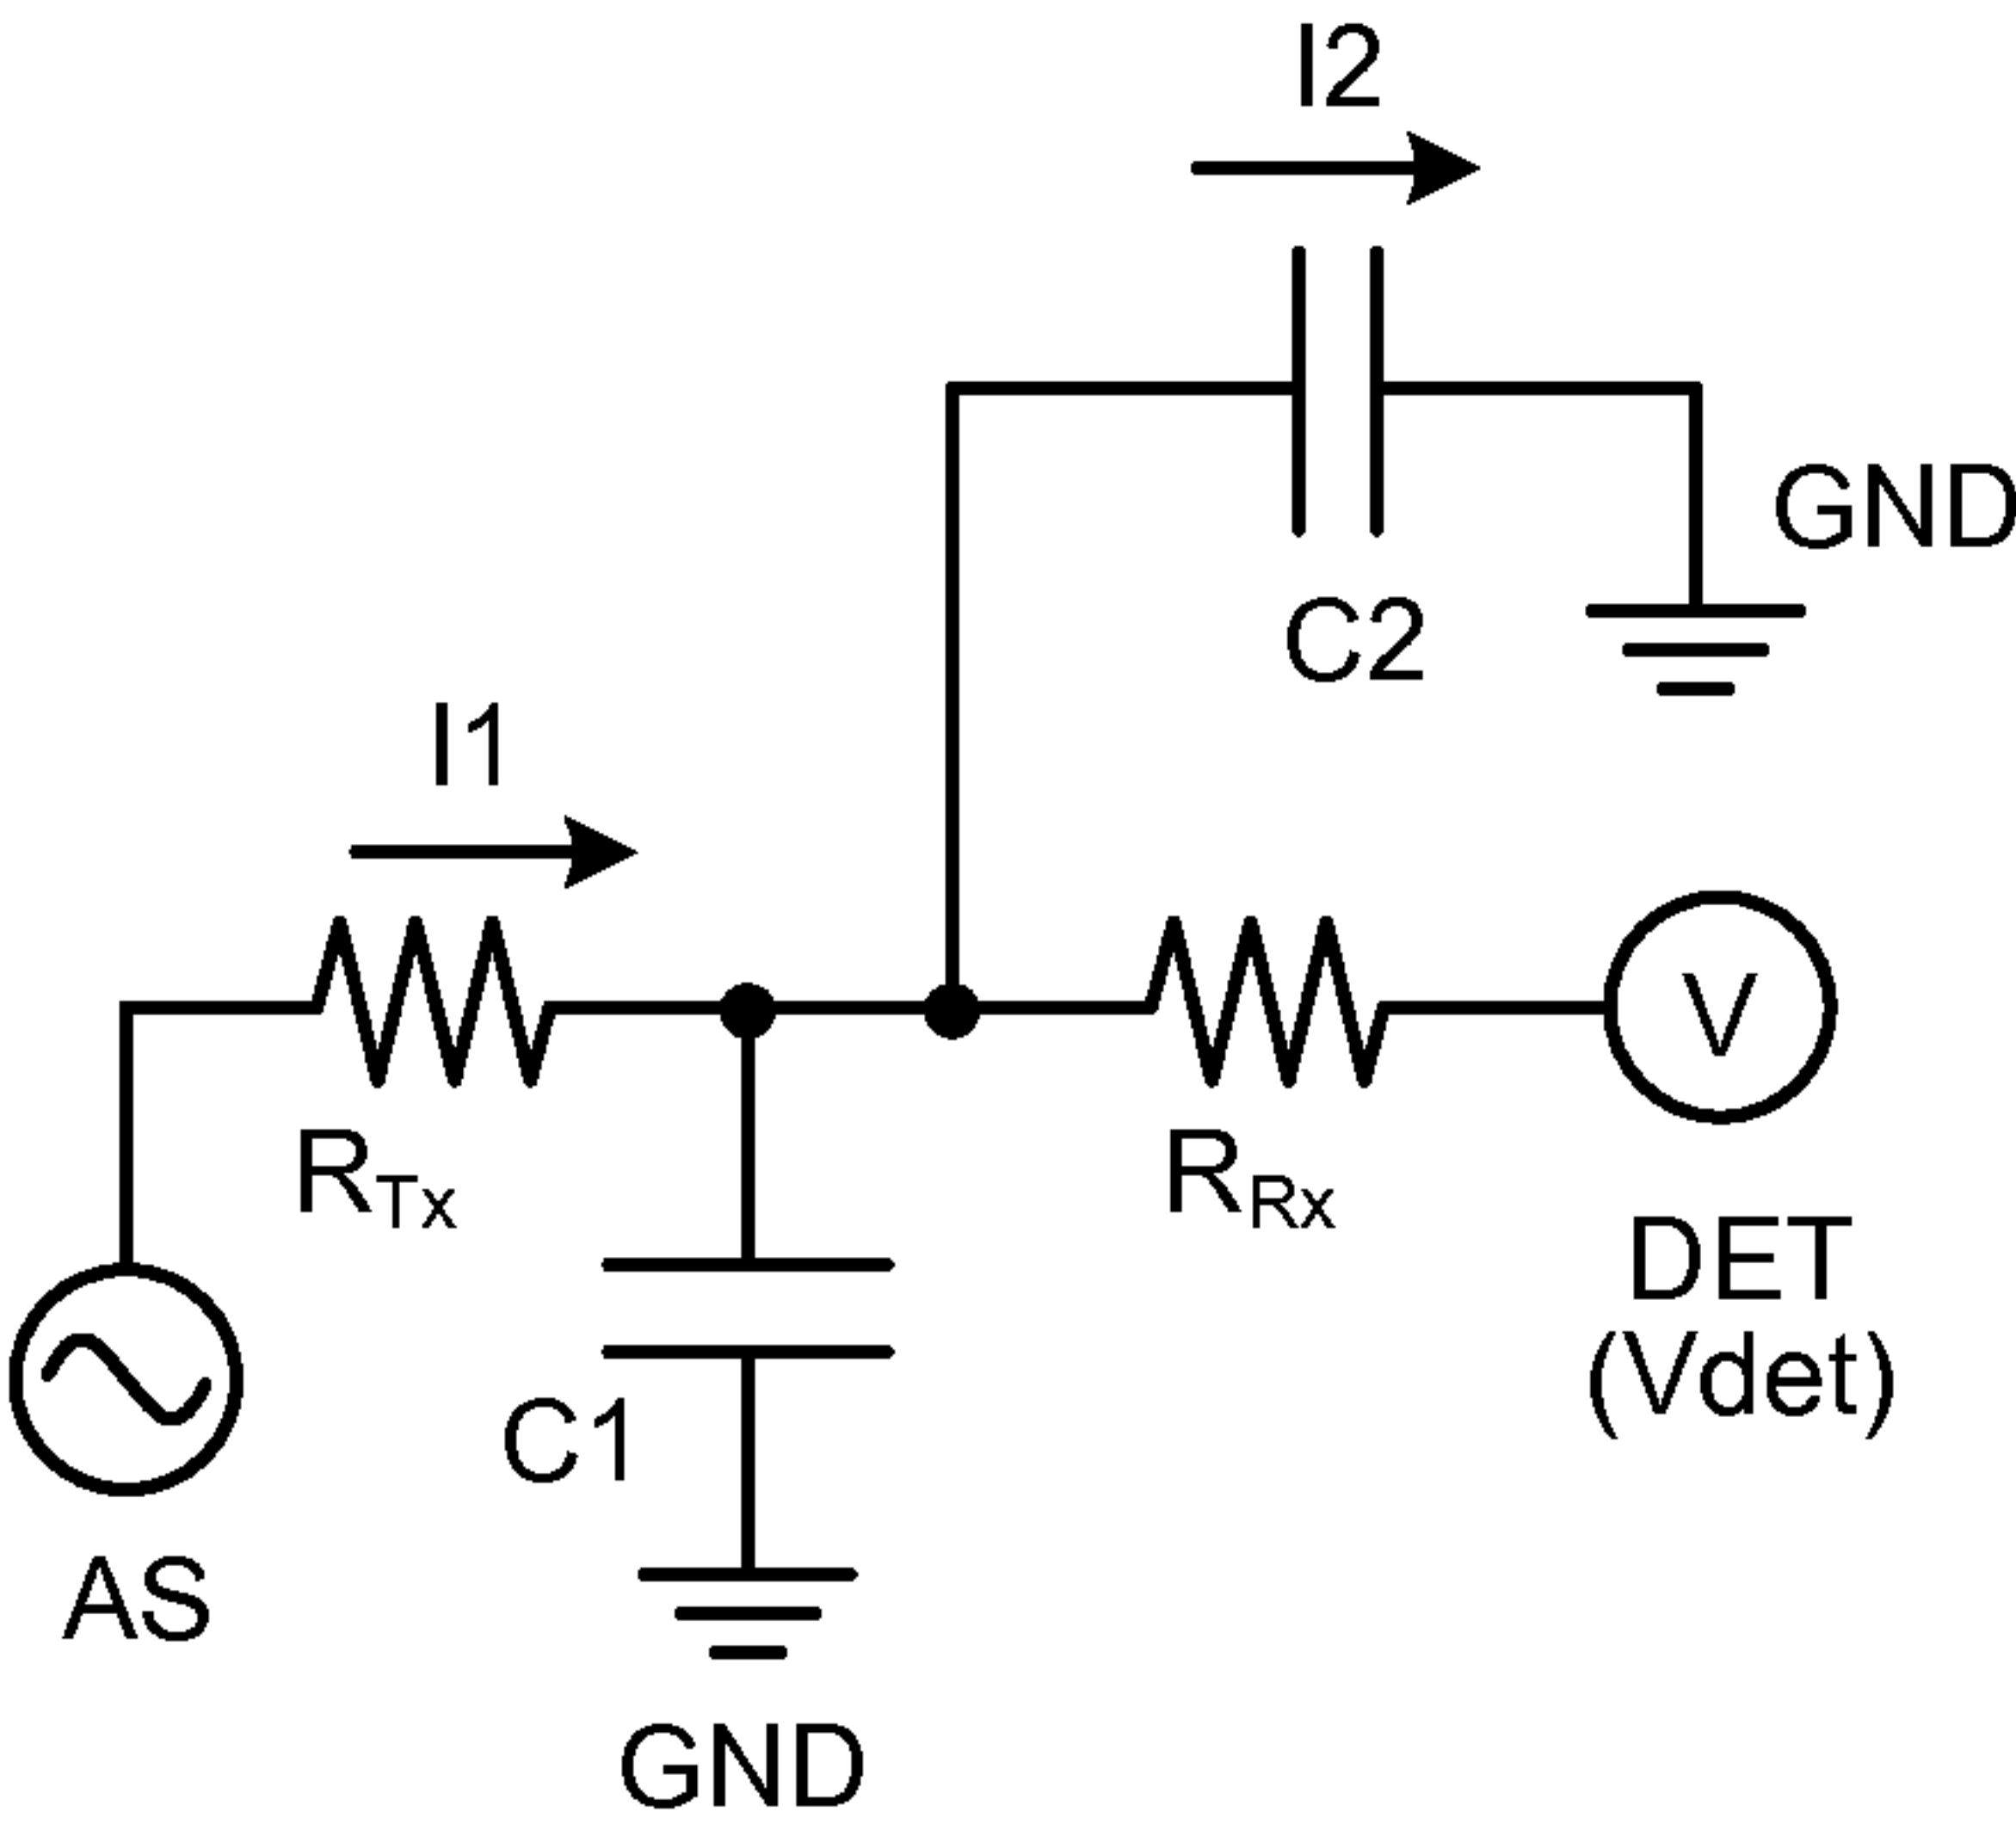 I2
GND
C2
I1
V
RTx
RRx
DET
(Vdet)
C1
AS
GND